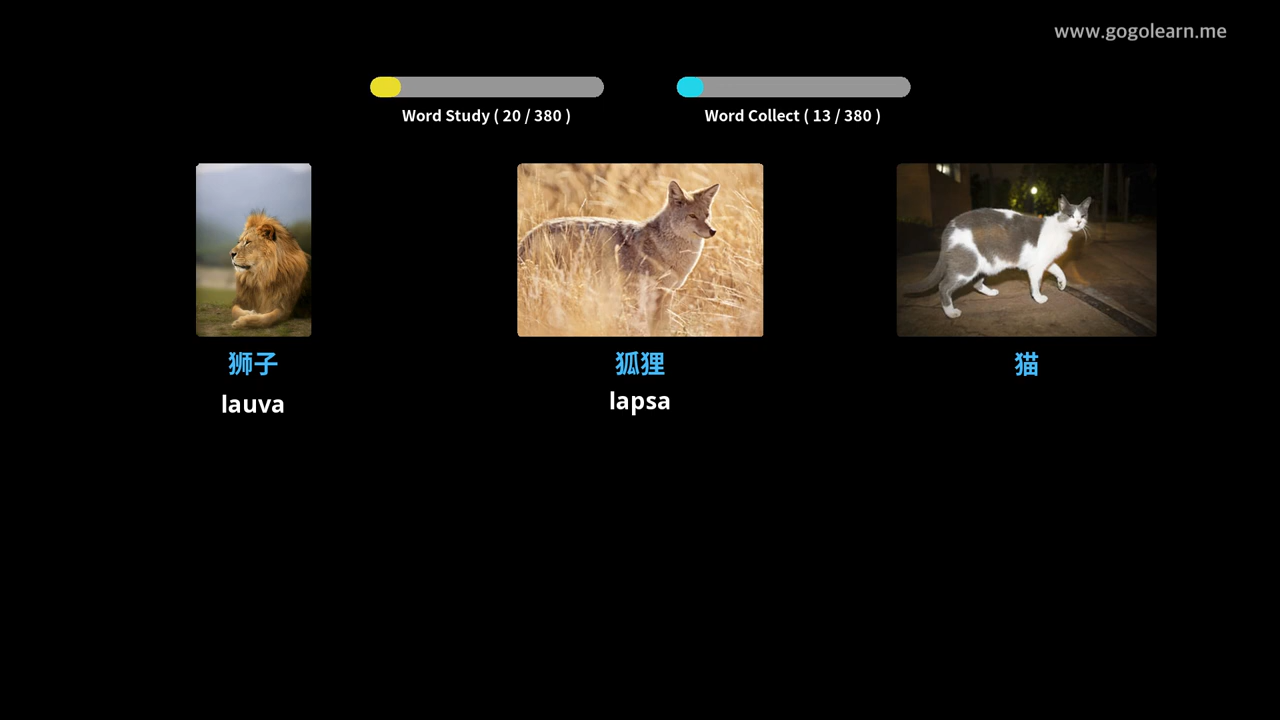 www.gogolearn.me
Word Study ( 20 / 380 )
Word Collect ( 13 / 380 )
狮子
狐狸
猫
lauva
lapsa